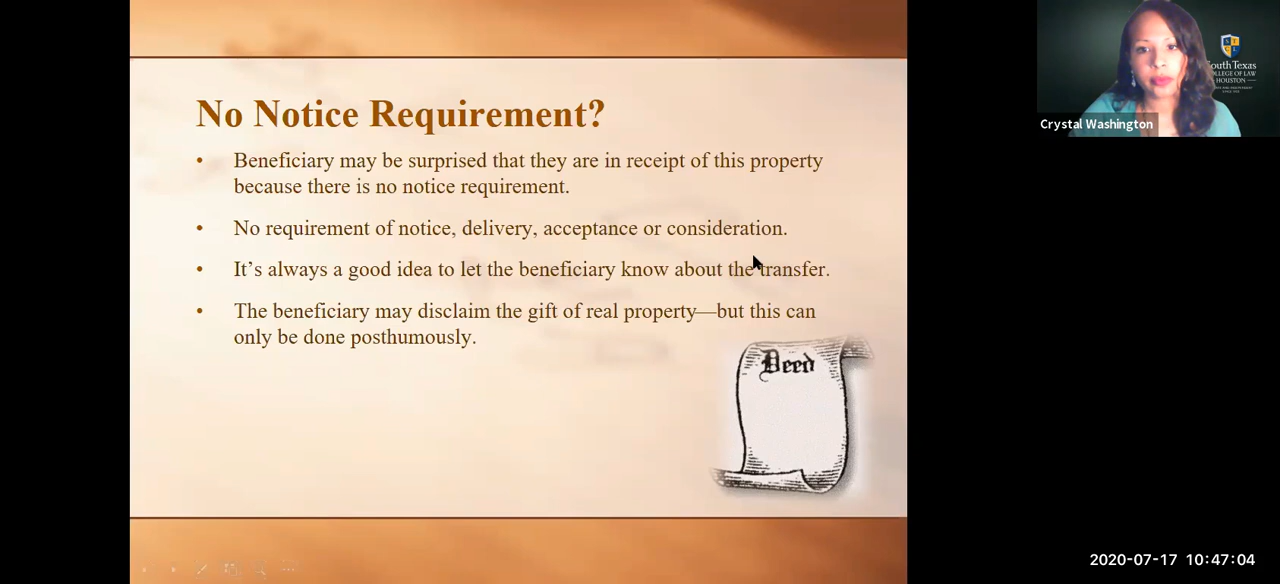 No Notice Requirement?
• Beneficiary may be surprised that they are in receipt of this property
because there is no notice requirement.
• No requirement of notice, delivery, acceptance or consideration.
• It’s always a good idea to let the beneficiary know about the transfer.
• The beneficiary may disclaim the gift of real property—but this can
only be done posthumously.
Deed
South Texas
COLLEGE OF LAW
HOUSTON
Crystal Washington
2020-07-17 10:47:04